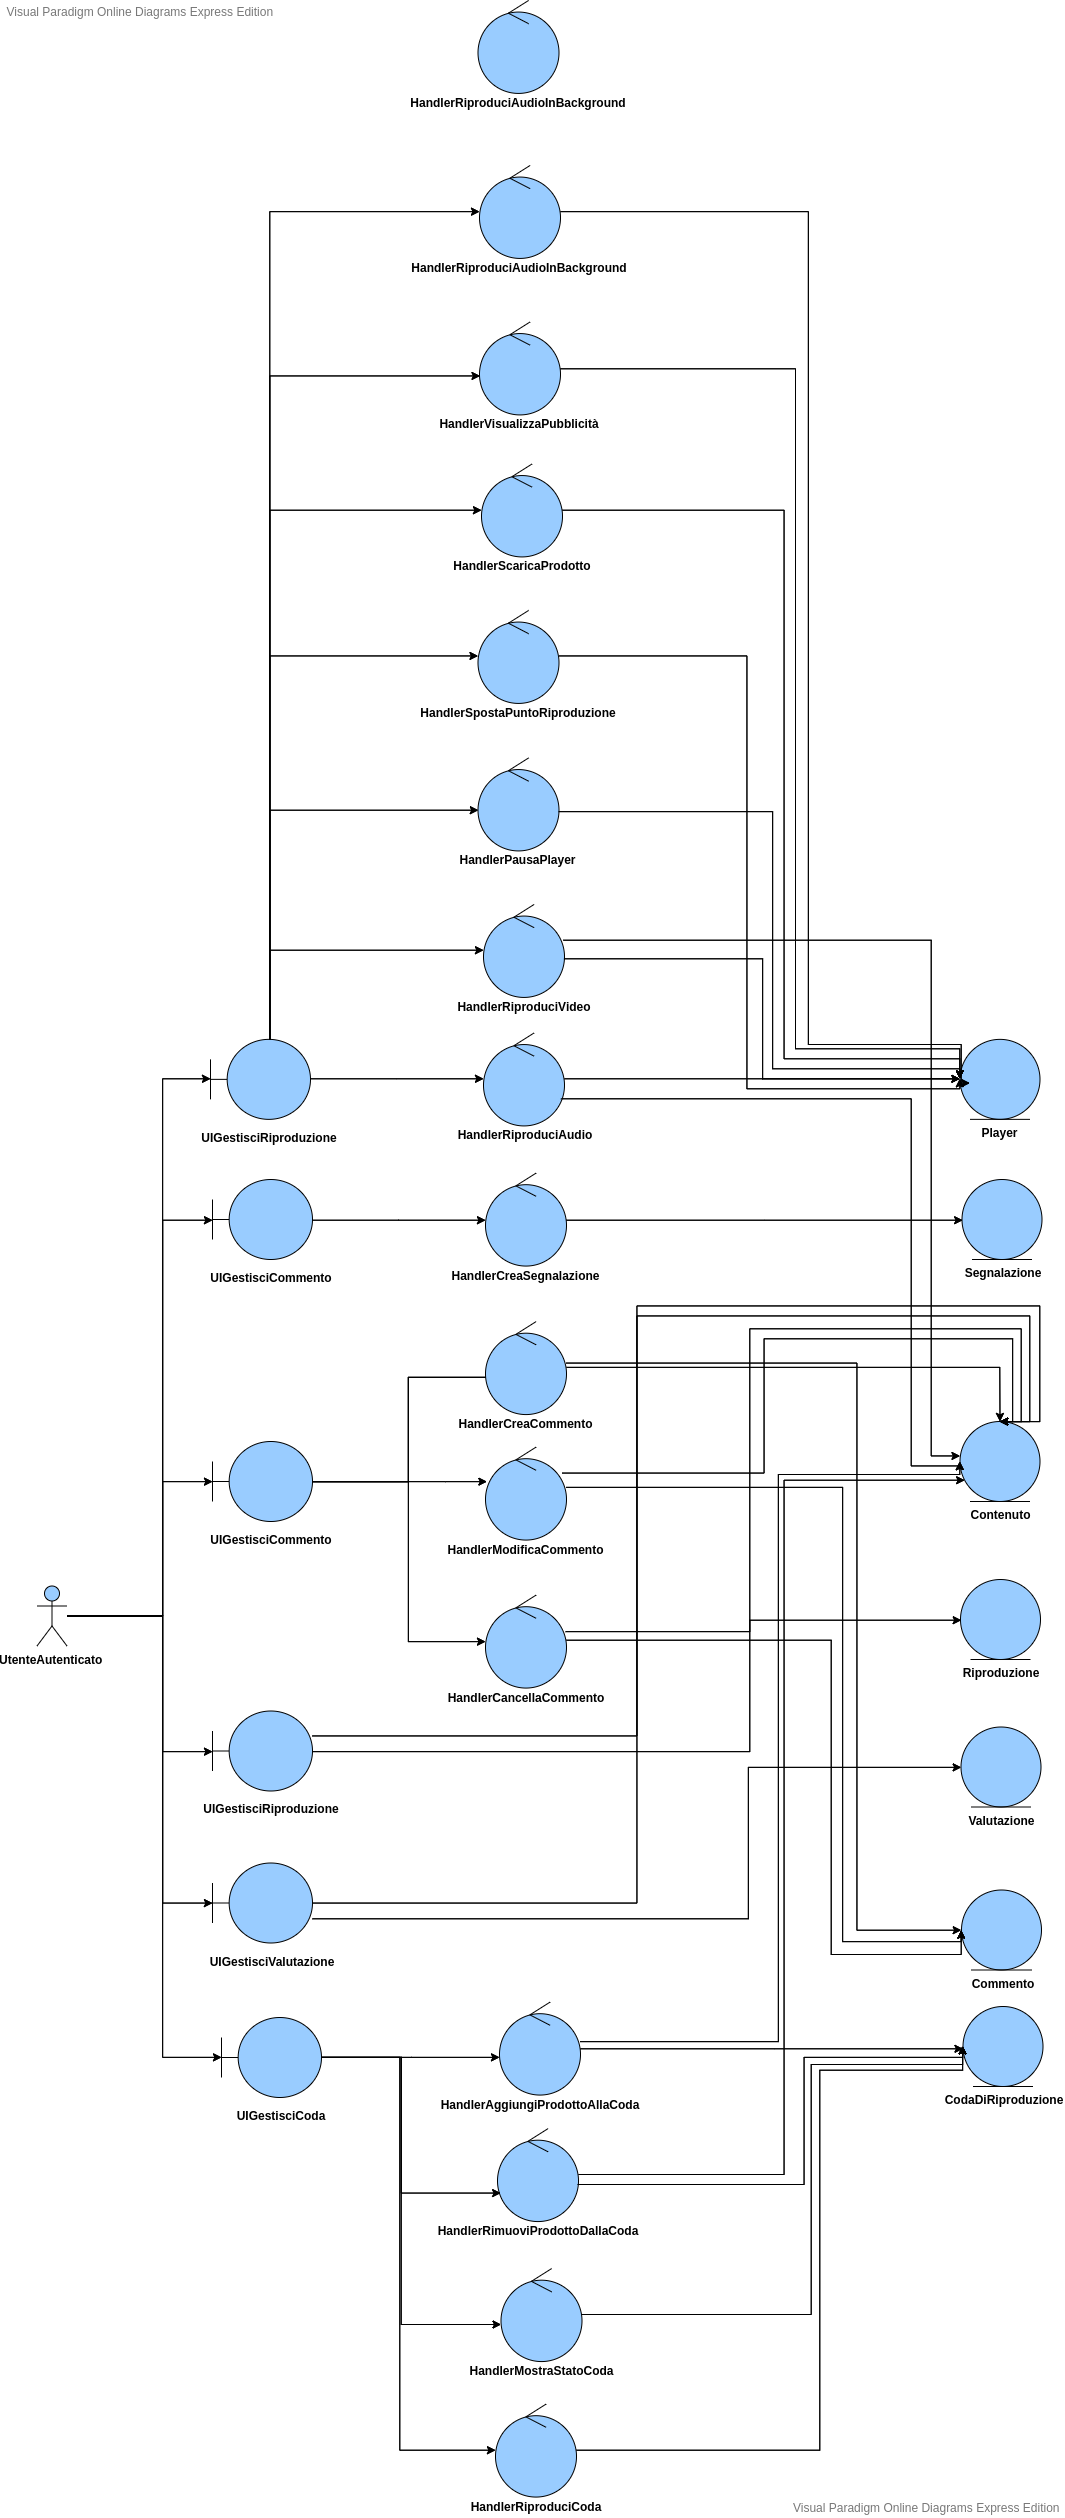 Visual Paradigm Online Diagrams Express Edition
HandlerRiproduciAudioInBackground
HandlerRiproduciAudioInBackground
HandlerVisualizzaPubblicità
HandlerScaricaProdotto
HandlerSpostaPuntoRiproduzione
HandlerPausaPlayer
HandlerRiproduciVideo
UIGestisciRiproduzione
HandlerRiproduciAudio
Player
UIGestisciCommento
HandlerCreaSegnalazione
Segnalazione
HandlerCreaCommento
Contenuto
UIGestisciCommento
HandlerModificaCommento
UtenteAutenticato
HandlerCancellaCommento
Riproduzione
UIGestisciRiproduzione
Valutazione
UIGestisciValutazione
Commento
UIGestisciCoda
HandlerAggiungiProdottoAllaCoda
CodaDiRiproduzione
HandlerRimuoviProdottoDallaCoda
HandlerMostraStatoCoda
HandlerRiproduciCoda
Visual Paradigm Online Diagrams Express Edition